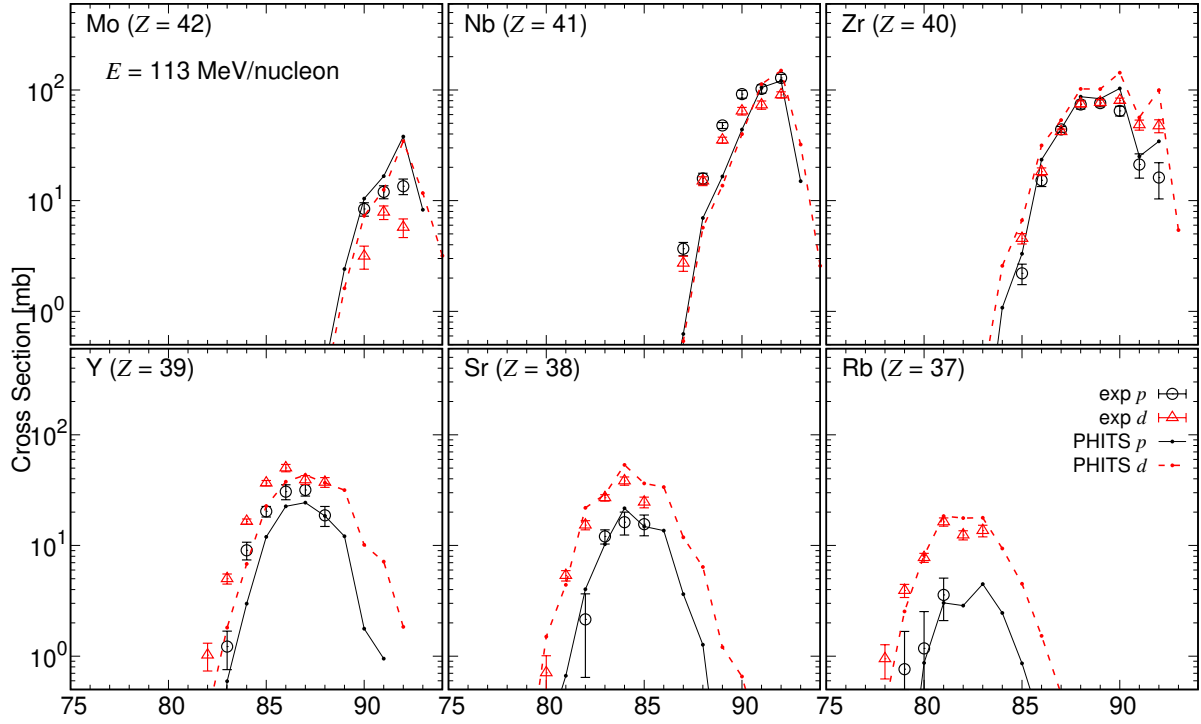 Mo (Z = 42)
E = 113 MeV/nucleon
Nb (Z = 41)
Zr (Z = 40)
10²
10¹
10⁰
Cross Section [mb]
Y (Z = 39)
Sr (Z = 38)
Rb (Z = 37)
exp p
exp d
PHITS p
PHITS d
10²
10¹
10⁰
75 80 85 90 75 80 85 90 75 80 85 90